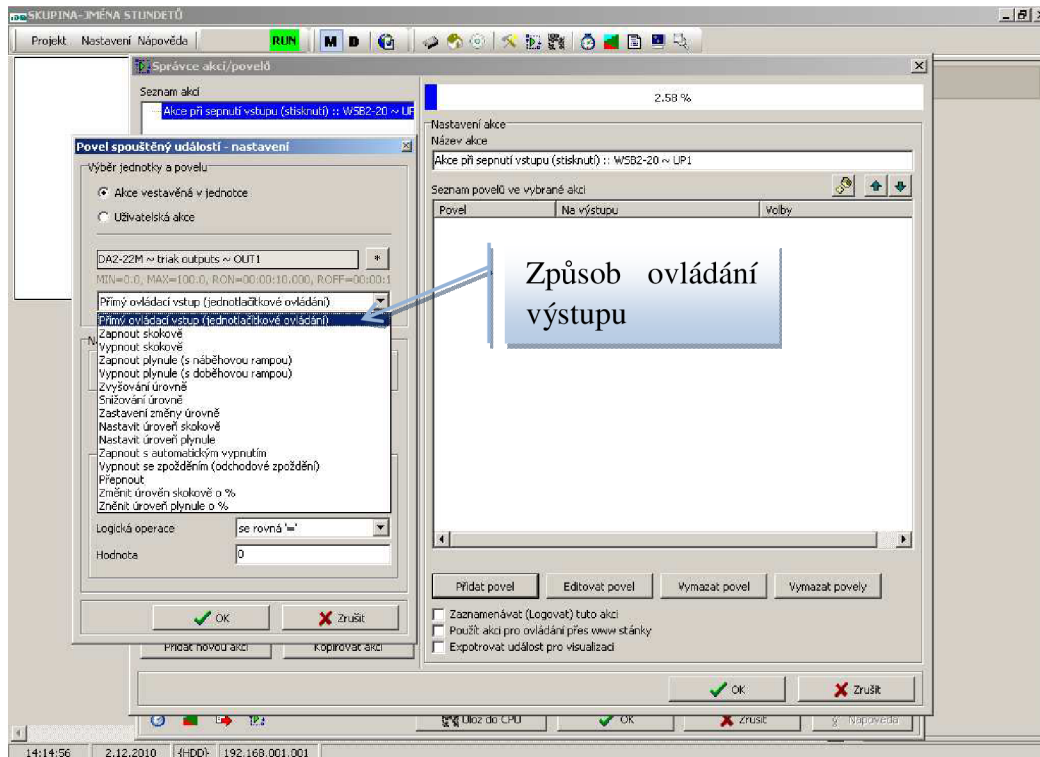 SKUPINA-JMÉNA STUNDETŮ
Projekt Nastavení Nápověda RUN M D
Správce akcí/povelů
Seznam akcí
Akce při sepnutí vstupu (stisknutí) :: WSB2-20 ~ UP
2.58 %
Nastavení akce
Název akce
Akce při sepnutí vstupu (stisknutí) :: WSB2-20 ~ UP1
Seznam povelů ve vybrané akci
Povel Na výstupu Volby
Povel spouštěný událostí - nastavení
Výběr jednotky a povelu
Akce vestavěná v jednotce
Uživatelská akce
DA2-22M ~ triak outputs ~ OUT1 *
MIN=0.0, MAX=100.0, RON=00:00:10.000, ROFF=00:00:1
Přímý ovládací vstup (jednotlačítkové ovládání)
Přímý ovládací vstup (jednotlačítkové ovládání)
Zapnout skokově
Vypnout skokově
Zapnout plynule (s náběhovou rampou)
Vypnout plynule (s doběhovou rampou)
Zvyšování úrovně
Snižování úrovně
Zastavení změny úrovně
Nastavit úroveň skokově
Nastavit úroveň plynule
Zapnout s automatickým vypnutím
Vypnout se zpožděním (odchodové zpoždění)
Přepnout
Změnit úrověn skokově o %
Zněnit úroveň plynule o %
Logická operace se rovná '='
Hodnota 0
OK Zrušit
Způsob ovládání
výstupu
Přidat povel Editovat povel Vymazat povel Vymazat povely
Zaznamenávat (Logovat) tuto akci
Použít akci pro ovládání přes www stánky
Expotrovat událost pro visualizaci
Přidat novou akci Kopírovat akci
OK Zrušit
Ulož do CPU OK Zrušit Nápověda
14:14:56 2.12.2010 {HDD} 192.168.001.001